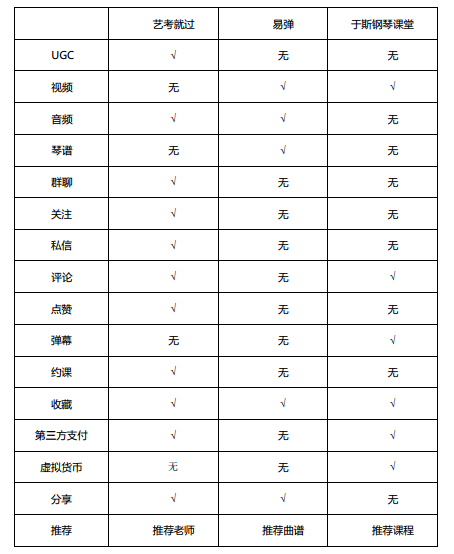 艺考就过 易弹 于斯钢琴课堂
UGC √ 无 无
视频 无 √ √
音频 √ √ 无
琴谱 无 √ 无
群聊 √ 无 无
关注 √ 无 无
私信 √ 无 无
评论 √ 无 √
点赞 √ 无 无
弹幕 无 无 √
约课 √ 无 无
收藏 √ √ √
第三方支付 √ 无 √
虚拟货币 无 无 √
分享 √ √ 无
推荐 推荐老师 推荐曲谱 推荐课程